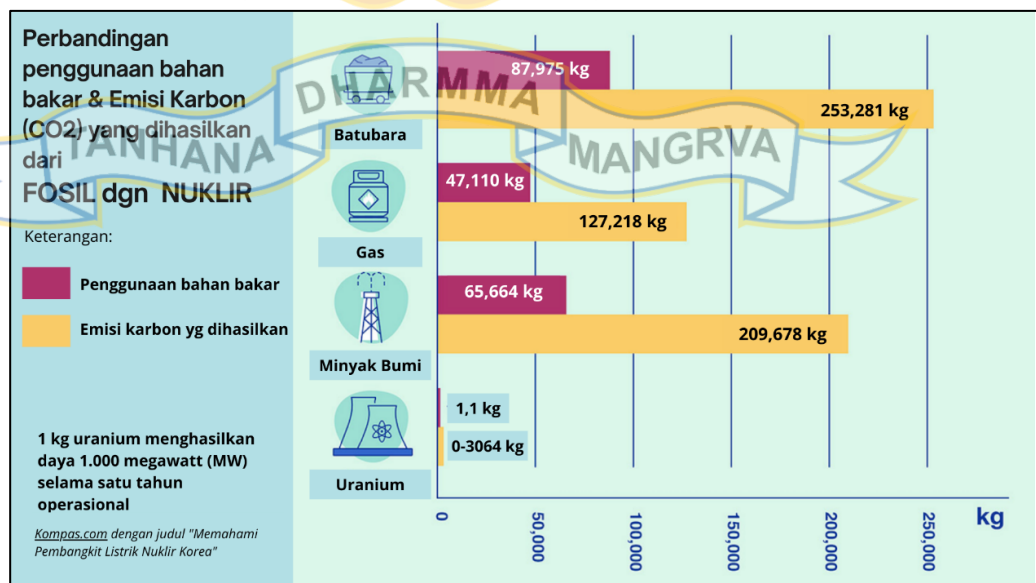 Perbandingan
penggunaan bahan
bakar & Emisi Karbon
(CO2) yang dihasilkan
dari
FOSIL dgn NUKLIR
Keterangan:
Penggunaan bahan bakar
Emisi karbon yg dihasilkan
1 kg uranium menghasilkan
daya 1.000 megawatt (MW)
selama satu tahun
operasional
Kompas.com dengan judul "Memahami
Pembangkit Listrik Nuklir Korea"
TANHANA DHARMMA MANGRVA
Batubara
87,975 kg
253,281 kg
Gas
47,110 kg
127,218 kg
Minyak Bumi
65,664 kg
209,678 kg
Uranium
1,1 kg
0-3064 kg
0
50,000
100,000
150,000
200,000
250,000
kg